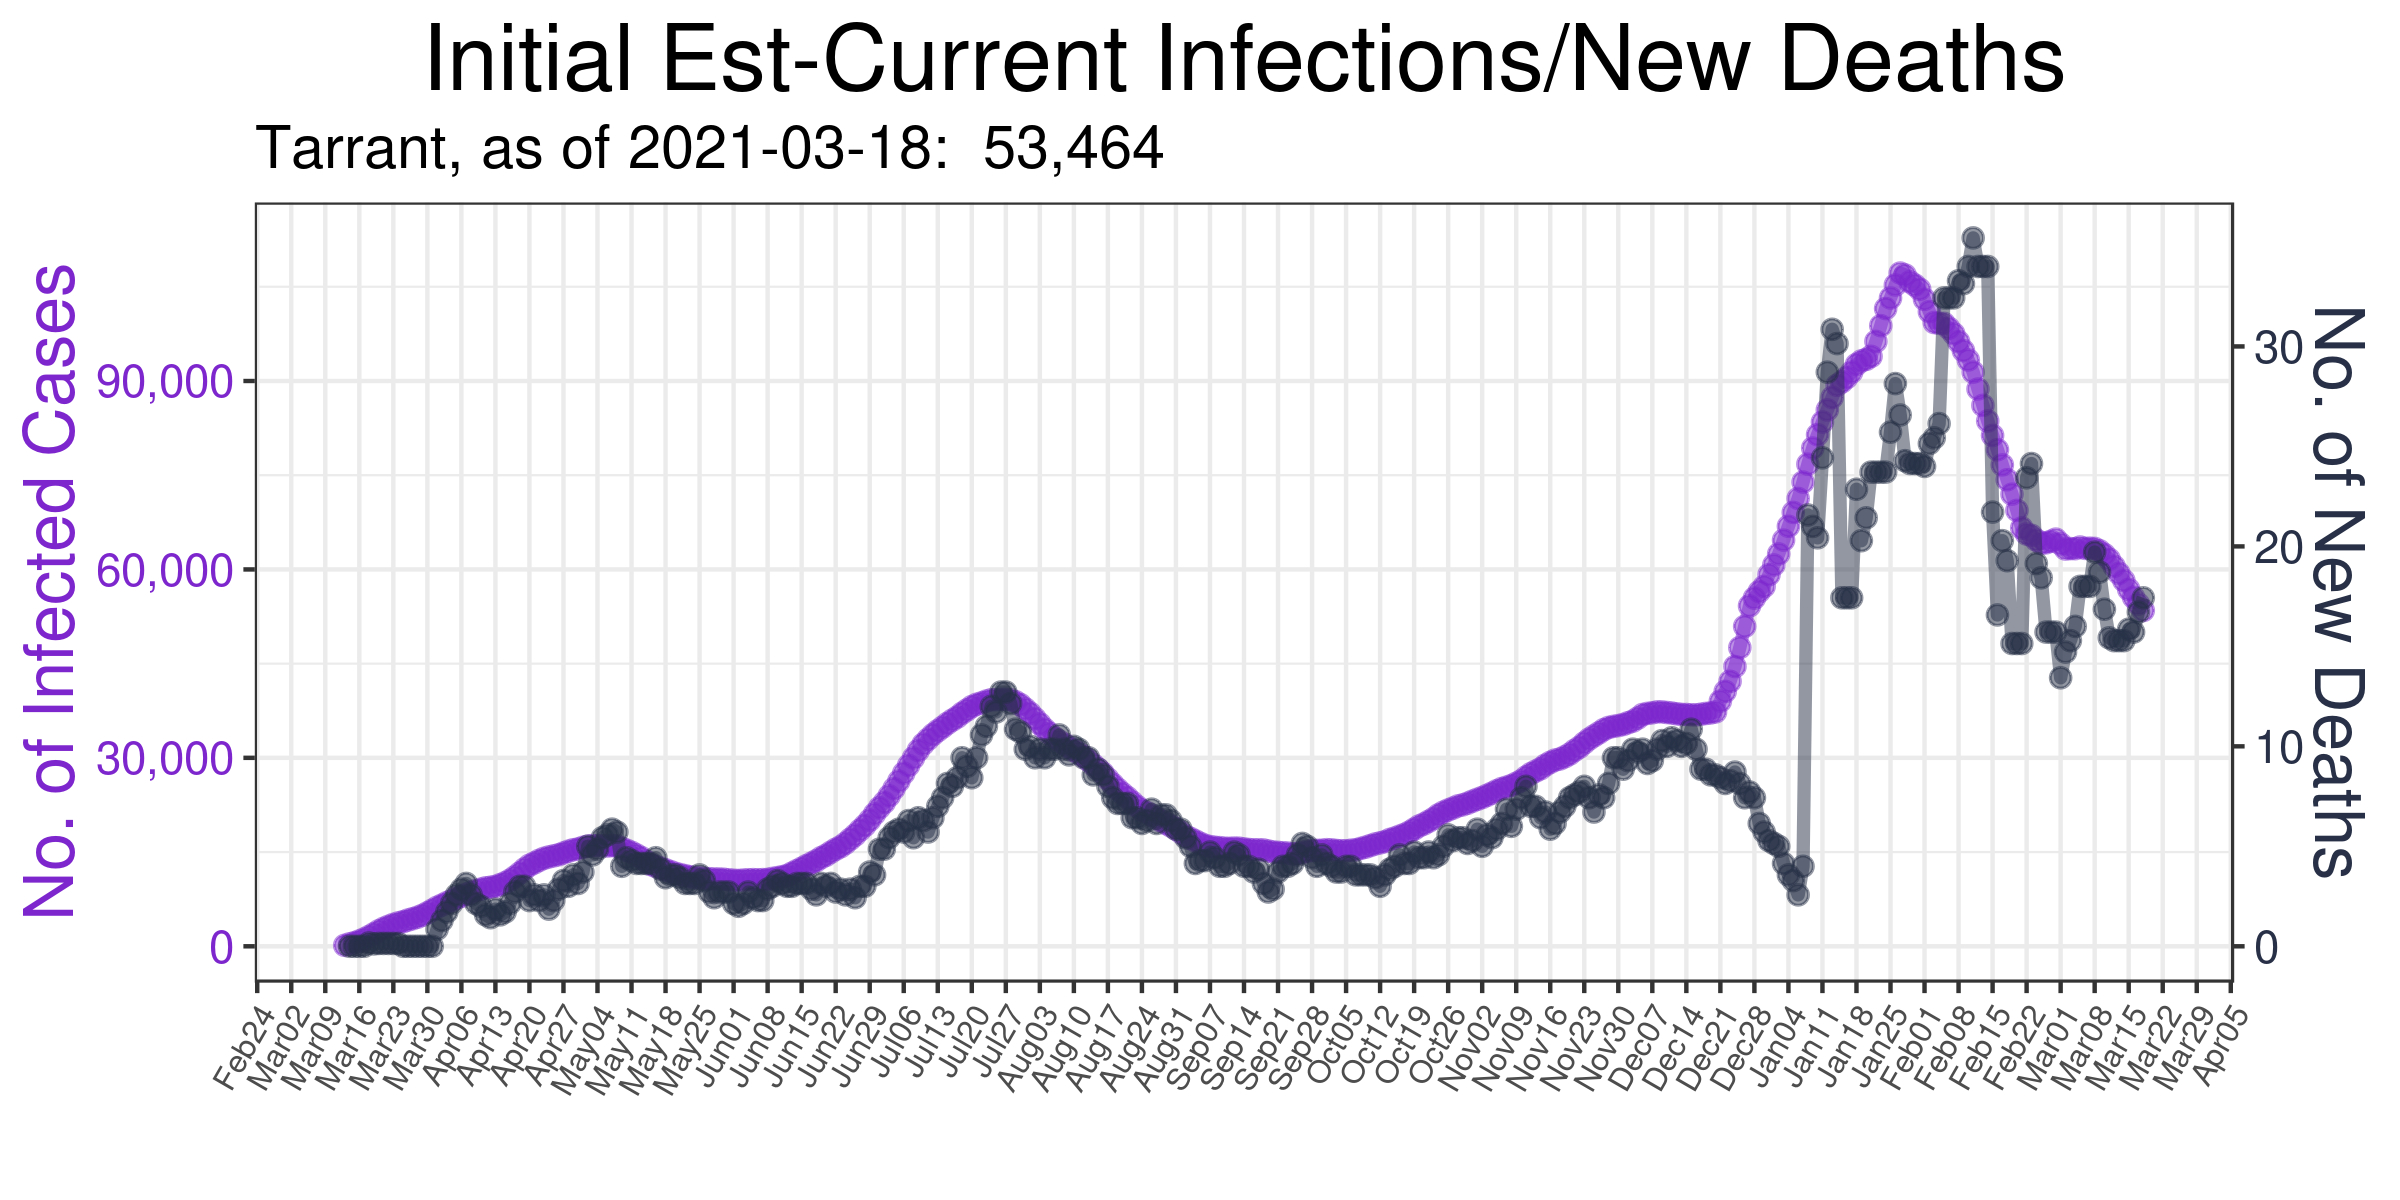 Initial Est-Current Infections/New Deaths
Tarrant, as of 2021-03-18: 53,464
No. of Infected Cases
90,000
60,000
30,000
0
30
20
10
0
No. of New Deaths
Feb24
Mar02
Mar09
Mar16
Mar23
Mar30
Apr06
Apr13
Apr20
Apr27
May04
May11
May18
May25
Jun01
Jun08
Jun15
Jun22
Jun29
Jul06
Jul13
Jul20
Jul27
Aug03
Aug10
Aug17
Aug24
Aug31
Sep07
Sep14
Sep21
Sep28
Oct05
Oct12
Oct19
Oct26
Nov02
Nov09
Nov16
Nov23
Nov30
Dec07
Dec14
Dec21
Dec28
Jan04
Jan11
Jan18
Jan25
Feb01
Feb08
Feb15
Feb22
Mar01
Mar08
Mar15
Mar22
Mar29
Apr05